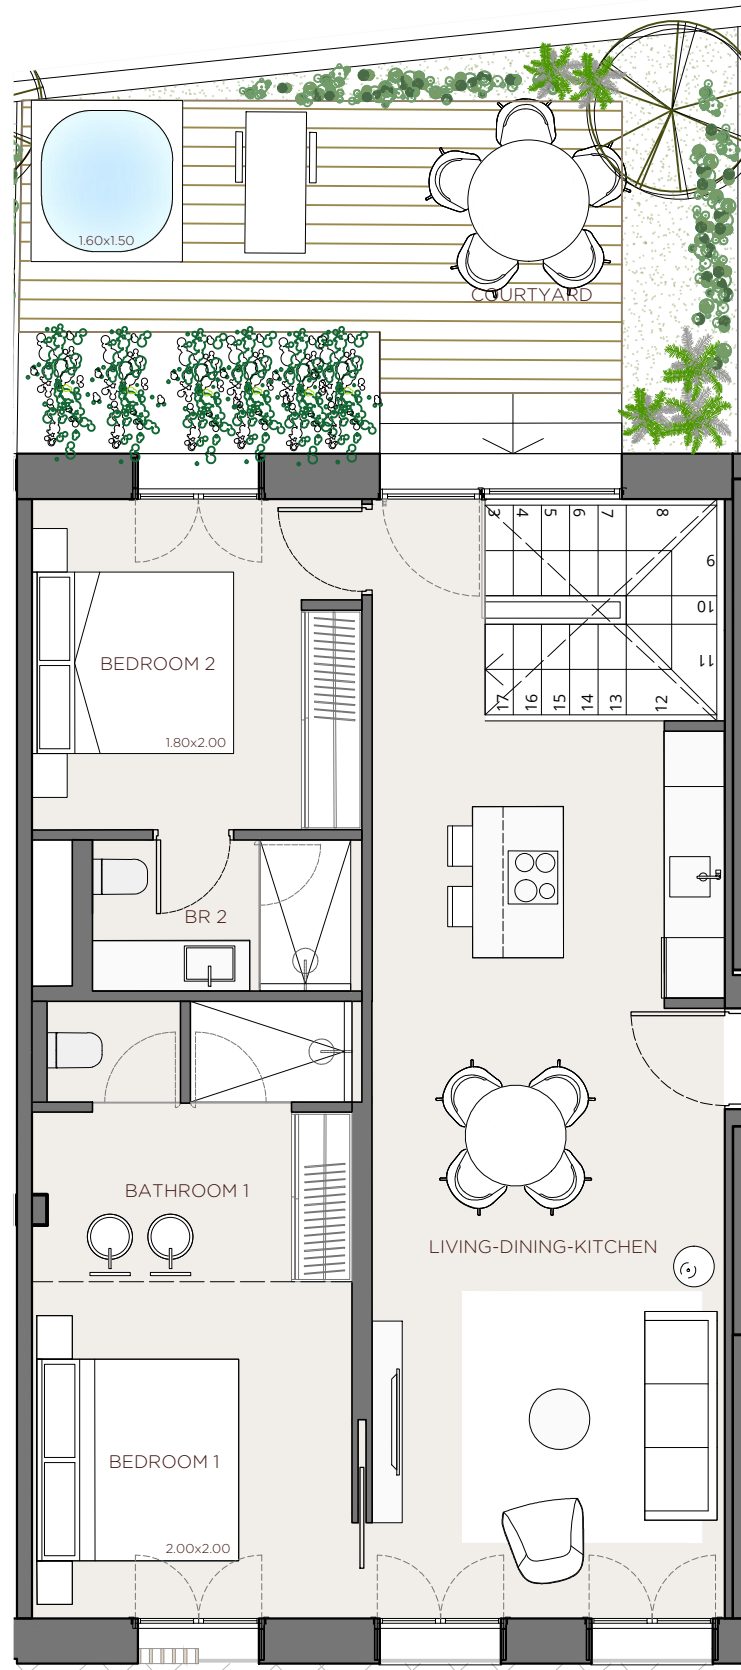 1.60x1.50
COURTYARD
3 4 5 6 7 8
9
10
11
17 16 15 14 13 12
BEDROOM 2
1.80x2.00
BR 2
BATHROOM 1
LIVING-DINING-KITCHEN
BEDROOM 1
2.00x2.00